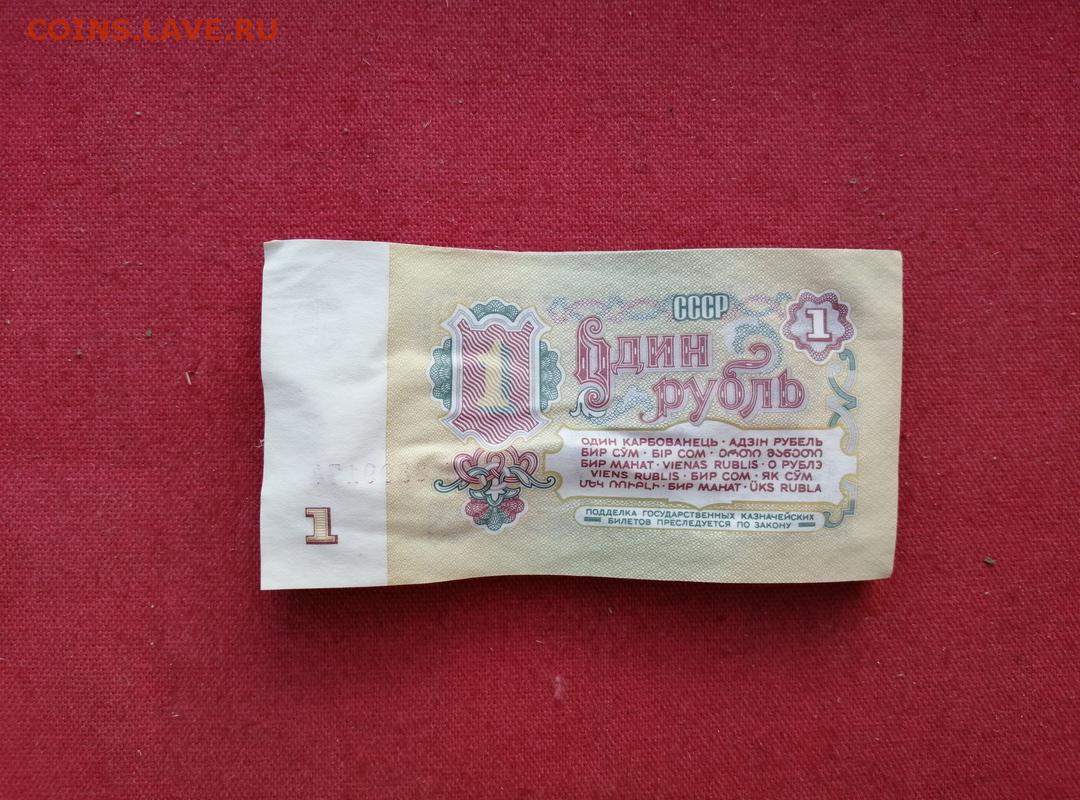 COINS.LAVE.RU
СССР
1
1
Один
рубль
ОДИН КАРБОВАНЕЦЬ · АДЗІН РУБЕЛЬ
БИР СЎМ · БІР СОМ · ᲔᲠᲗᲘ ᲛᲐᲜᲔᲗᲘ
БИР МАНАТ · VIENAS RUBLIS · О РУБЛЭ
VIENS RUBLIS · БИР СОМ · ЯК СЎМ
ՄԵԿ ՌՈՒԲԼԻ · БИР МАНАТ · ÜKS RUBLA
ПОДДЕЛКА ГОСУДАРСТВЕННЫХ КАЗНАЧЕЙСКИХ
БИЛЕТОВ ПРЕСЛЕДУЕТСЯ ПО ЗАКОНУ
1